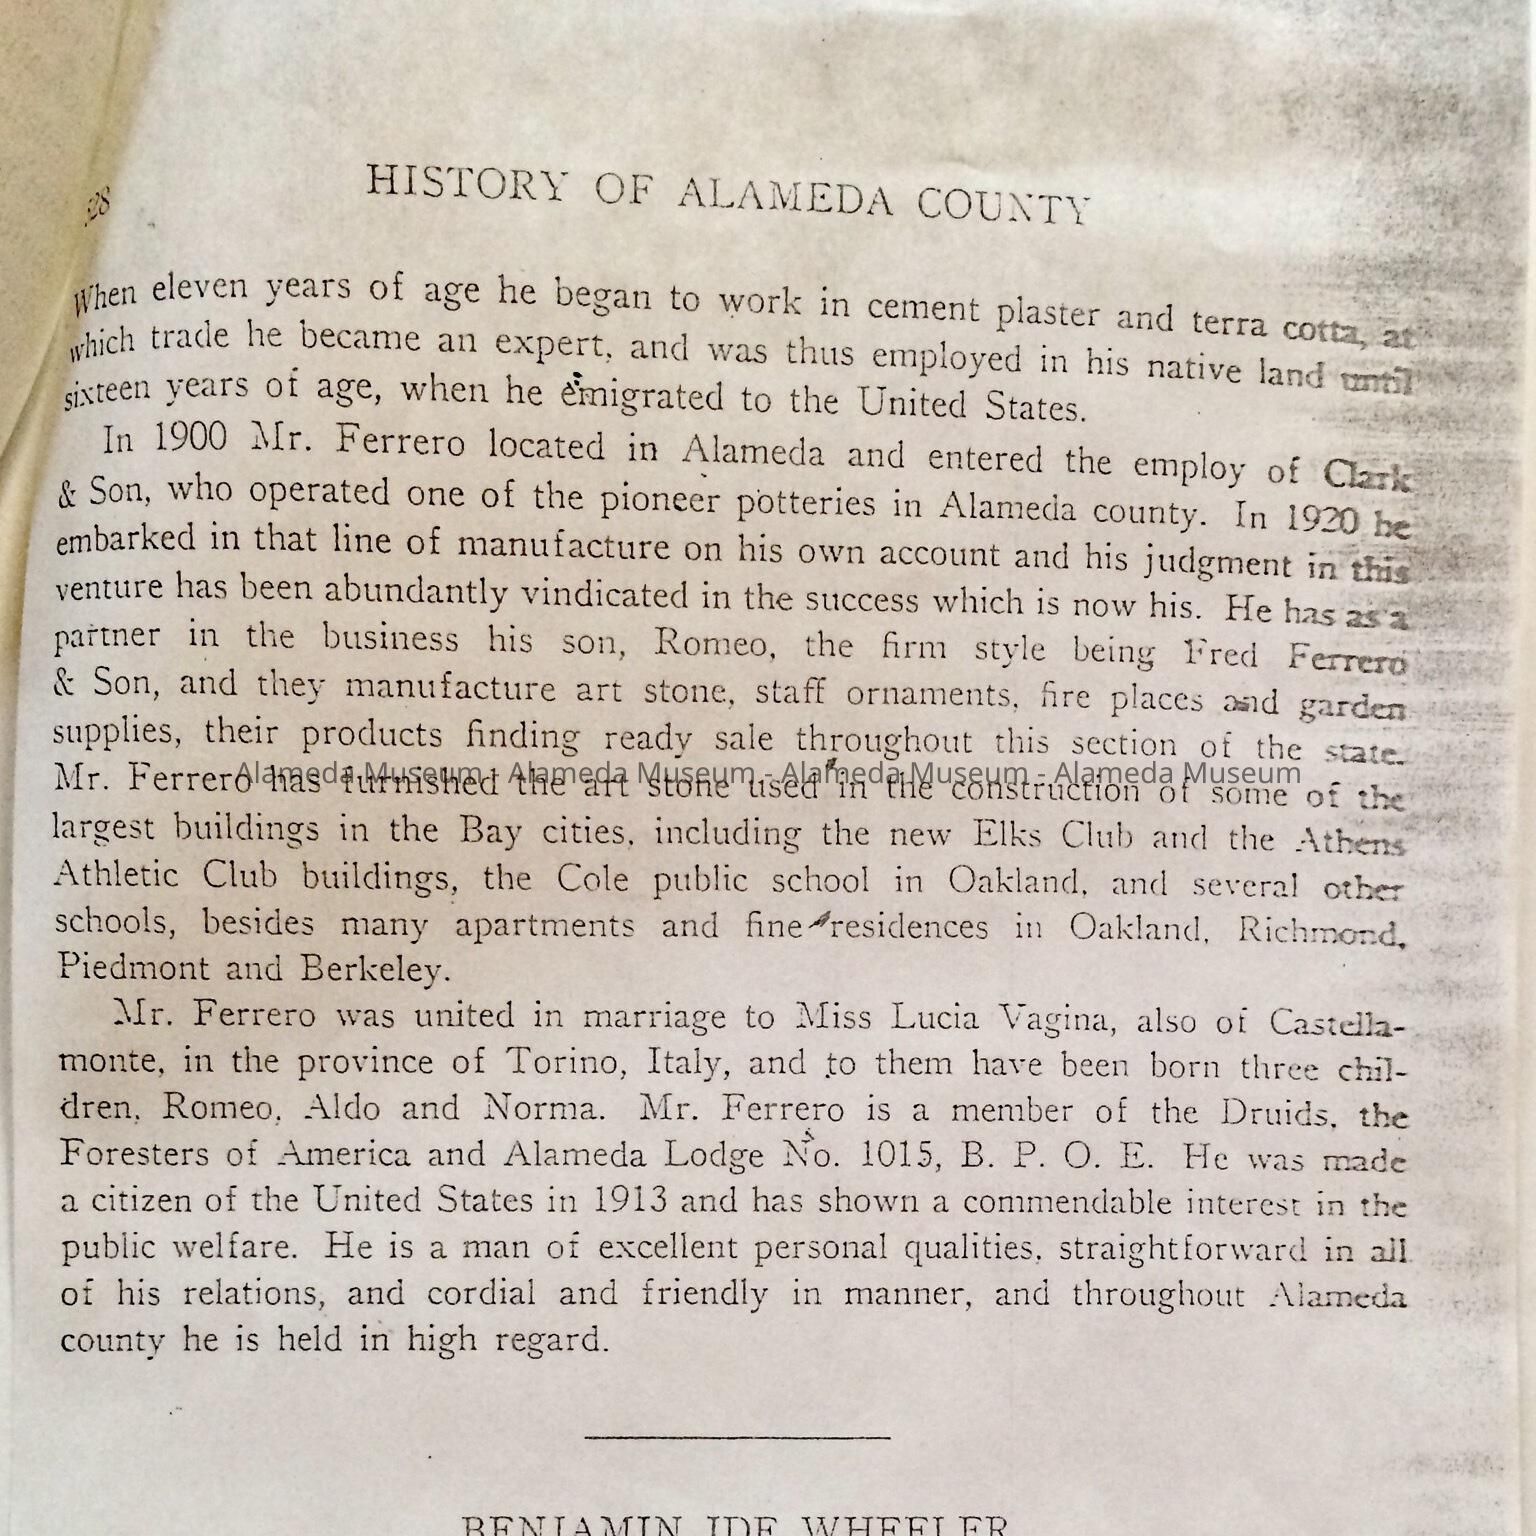 28
HISTORY OF ALAMEDA COUNTY
When eleven years of age he began to work in cement plaster and terra cotta, at
which trade he became an expert, and was thus employed in his native land until
sixteen years of age, when he emigrated to the United States.
In 1900 Mr. Ferrero located in Alameda and entered the employ of Clark
& Son, who operated one of the pioneer potteries in Alameda county. In 1920 he
embarked in that line of manufacture on his own account and his judgment in this
venture has been abundantly vindicated in the success which is now his. He has as a
partner in the business his son, Romeo, the firm style being Fred Ferrero
& Son, and they manufacture art stone, staff ornaments, fire places and garden
supplies, their products finding ready sale throughout this section of the state.
Alameda Museum - Alameda Museum - Alameda Museum - Alameda Museum
Mr. Ferrero has furnished the art stone used in the construction of some of the
largest buildings in the Bay cities, including the new Elks Club and the Athens
Athletic Club buildings, the Cole public school in Oakland, and several other
schools, besides many apartments and fine residences in Oakland, Richmond,
Piedmont and Berkeley.
Mr. Ferrero was united in marriage to Miss Lucia Vagina, also of Castella-
monte, in the province of Torino, Italy, and to them have been born three chil-
dren, Romeo, Aldo and Norma. Mr. Ferrero is a member of the Druids, the
Foresters of America and Alameda Lodge No. 1015, B. P. O. E. He was made
a citizen of the United States in 1913 and has shown a commendable interest in the
public welfare. He is a man of excellent personal qualities, straightforward in all
of his relations, and cordial and friendly in manner, and throughout Alameda
county he is held in high regard.
BENJAMIN IDE WHEELER